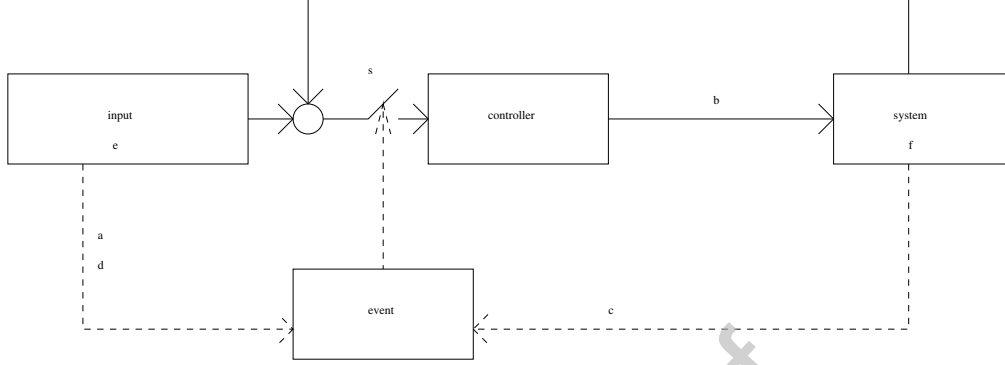 s
input
e
controller
b
system
f
a
d
event
c
f